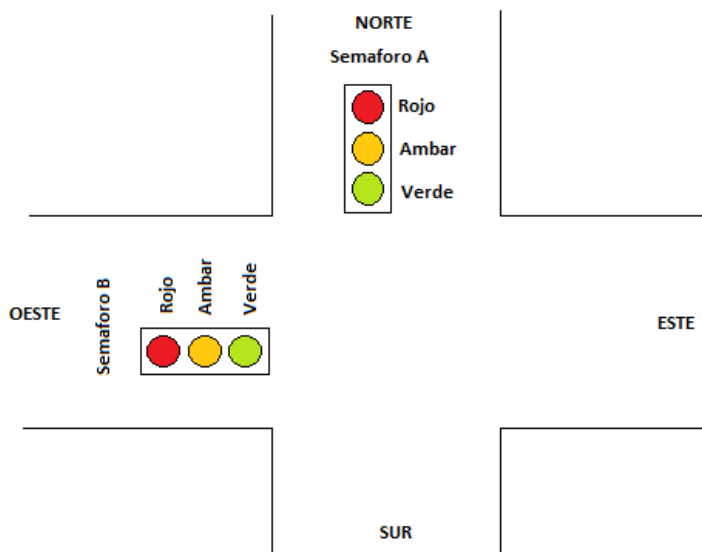 NORTE
Semaforo A
Rojo
Ambar
Verde
OESTE
Semaforo B
Rojo
Ambar
Verde
ESTE
SUR